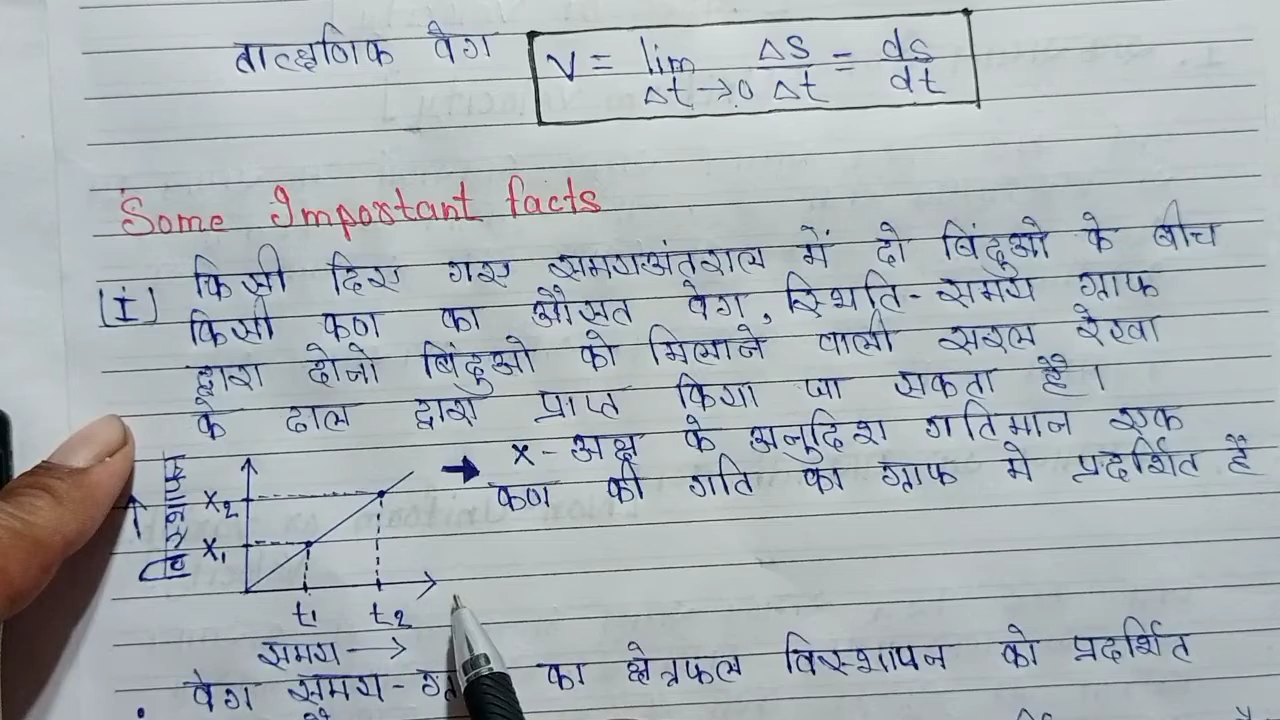 तात्क्षणिक वेग V = lim Δt→0 Δs/Δt = ds/dt
Some Important facts
(I) किसी दिए गए समयअंतराल में दो बिंदुओ के बीच
किसी कण का औसत वेग, स्थिति-समय ग्राफ
द्वारा दोनो बिंदुओ को मिलाने वाली सरल रेखा
के ढाल द्वारा प्राप्त किया जा सकता है।
→ x-अक्ष के अनुदिश गतिमान एक
कण की गति का ग्राफ मे प्रदर्शित है
विस्थापन →
x2
x1
t1 t2
समय →
• वेग समय- का क्षेत्रफल विस्थापन को प्रदर्शित